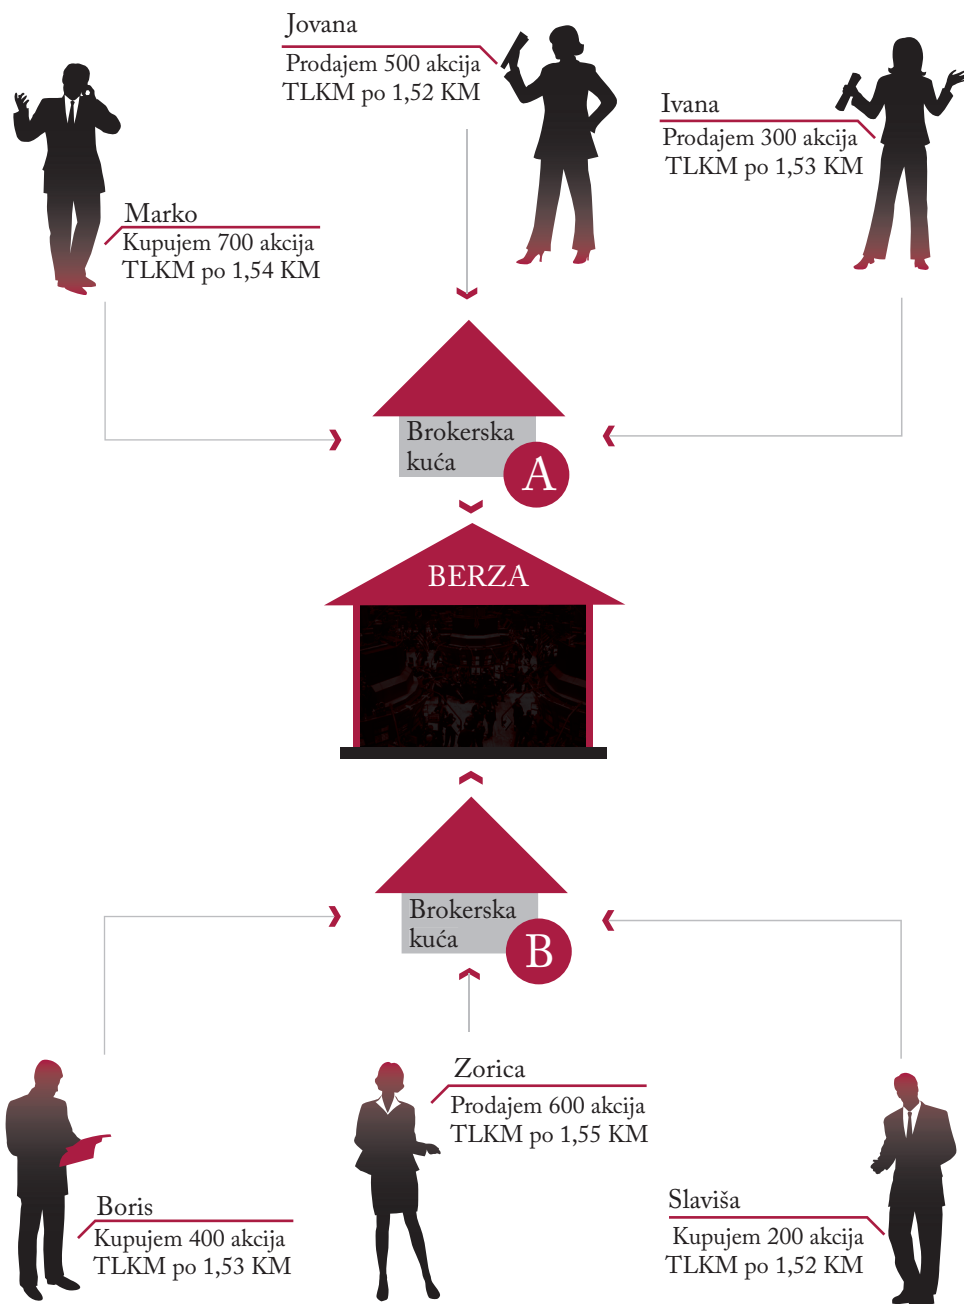 Jovana
Prodajem 500 akcija
TLKM po 1,52 KM
Ivana
Prodajem 300 akcija
TLKM po 1,53 KM
Marko
Kupujem 700 akcija
TLKM po 1,54 KM
Brokerska
kuća
A
BERZA
Brokerska
kuća
B
Zorica
Prodajem 600 akcija
TLKM po 1,55 KM
Boris
Kupujem 400 akcija
TLKM po 1,53 KM
Slaviša
Kupujem 200 akcija
TLKM po 1,52 KM